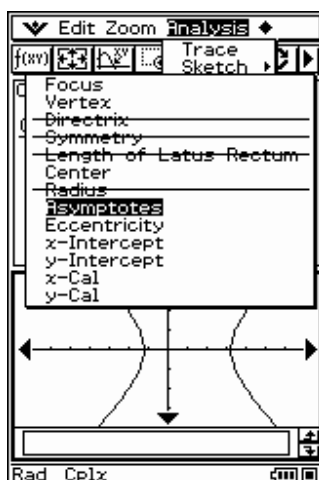 Edit Zoom Analysis
Trace
Sketch
Focus
Vertex
Directrix
Symmetry
Length of Latus Rectum
Center
Radius
Asymptotes
Eccentricity
x-Intercept
y-Intercept
x-Cal
y-Cal
Rad Cplx